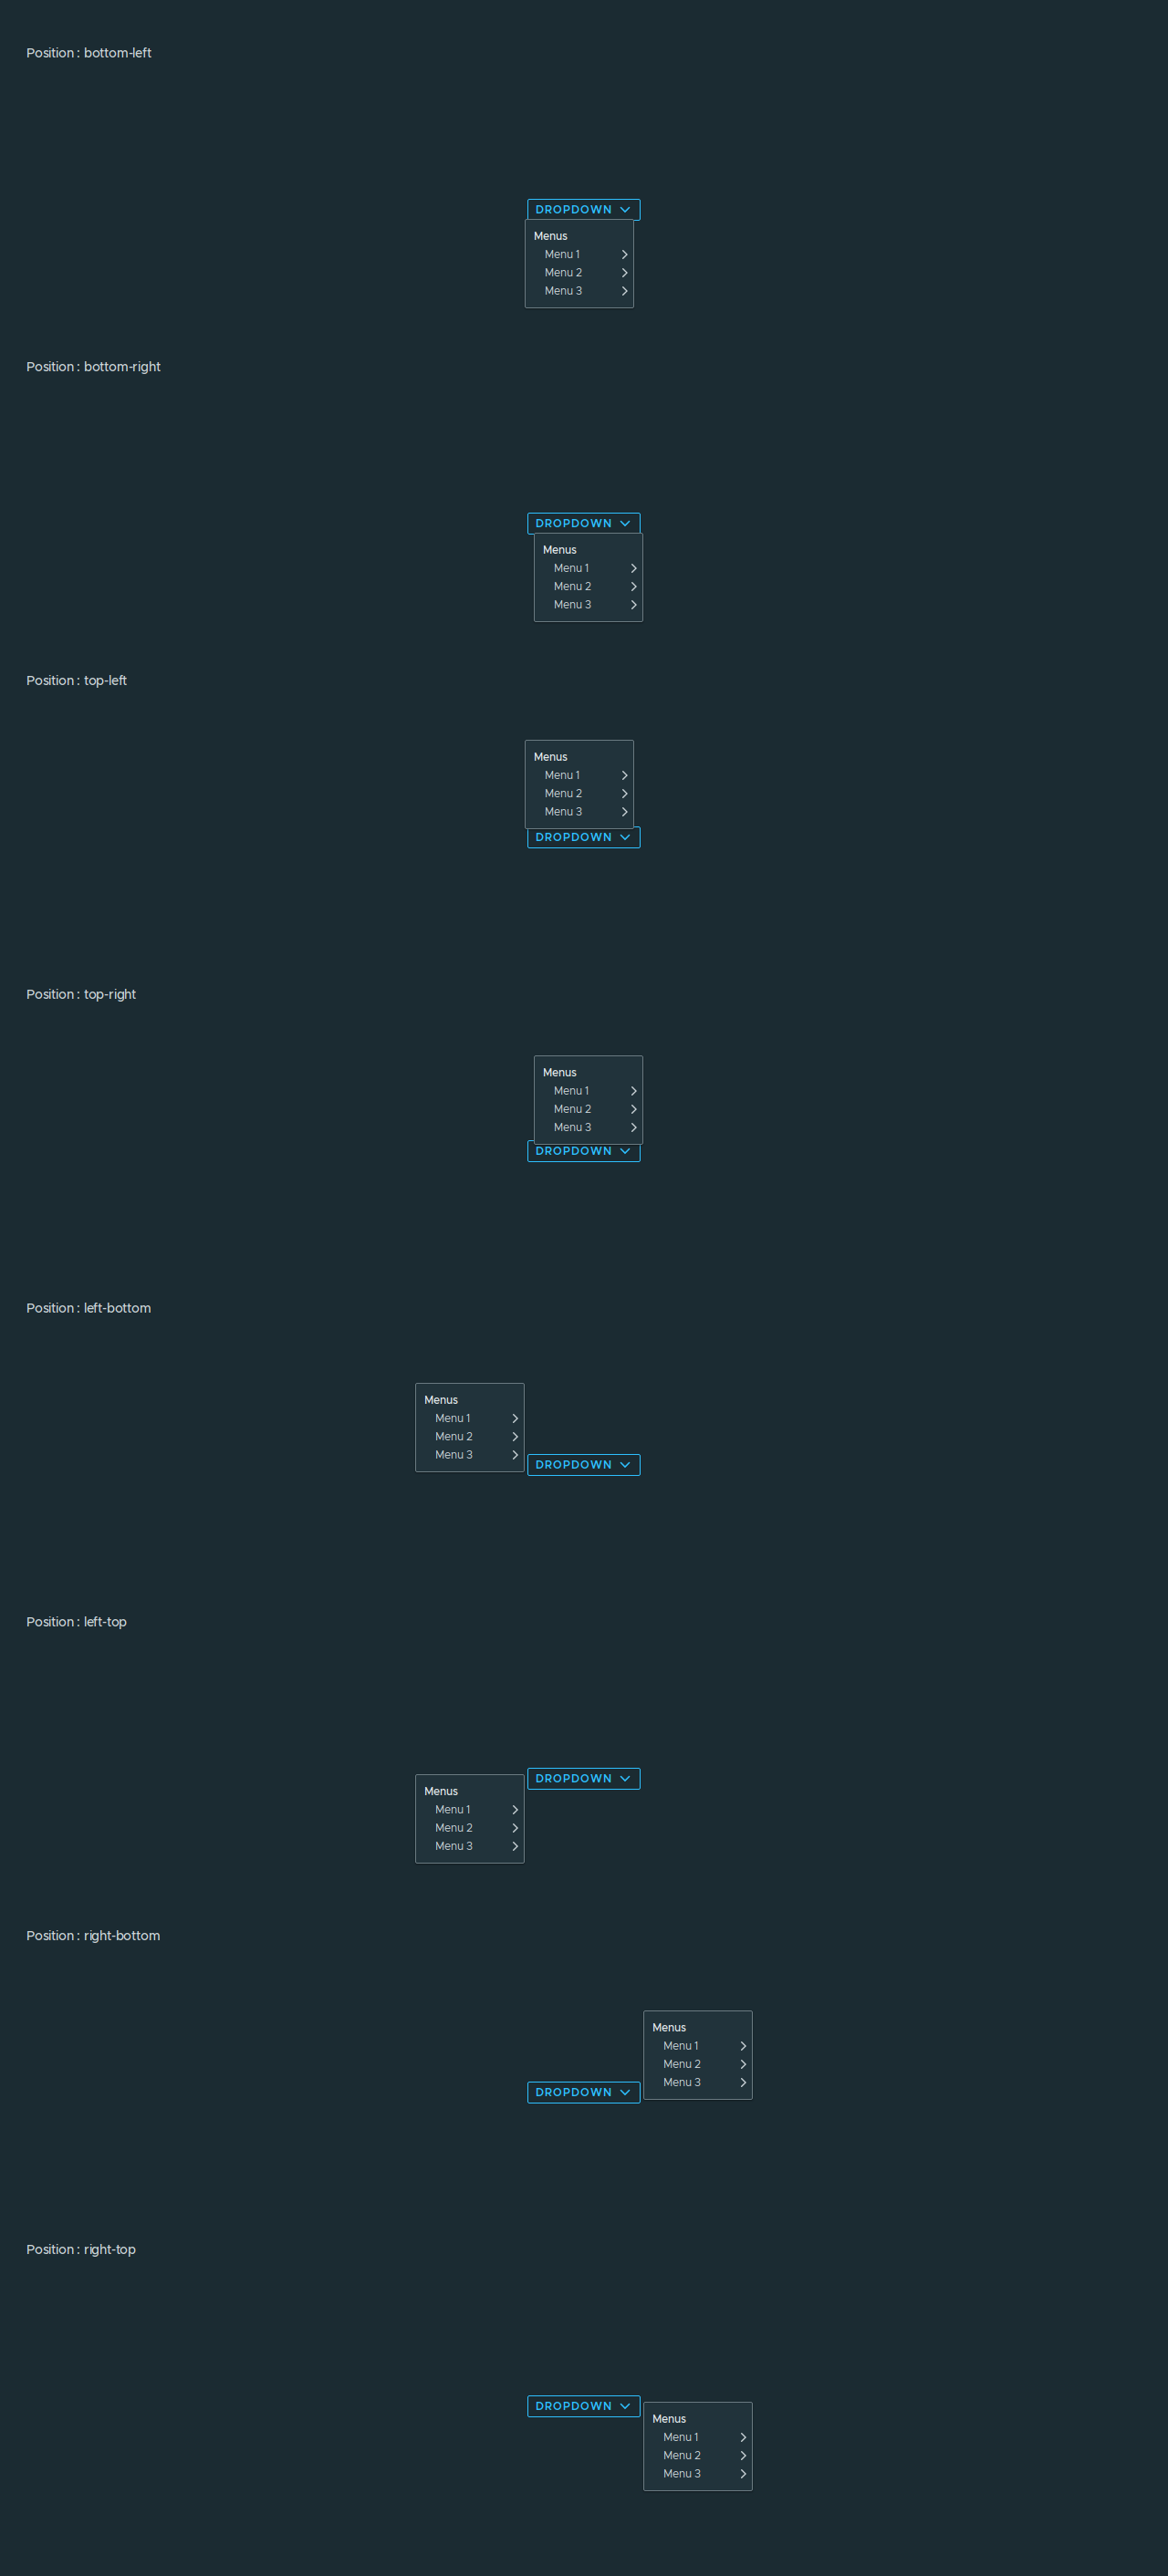 Position : bottom-left
DROPDOWN
Menus
Menu 1
Menu 2
Menu 3
Position : bottom-right
DROPDOWN
Menus
Menu 1
Menu 2
Menu 3
Position : top-left
Menus
Menu 1
Menu 2
Menu 3
DROPDOWN
Position : top-right
Menus
Menu 1
Menu 2
Menu 3
DROPDOWN
Position : left-bottom
Menus
Menu 1
Menu 2
Menu 3
DROPDOWN
Position : left-top
DROPDOWN
Menus
Menu 1
Menu 2
Menu 3
Position : right-bottom
Menus
Menu 1
Menu 2
Menu 3
DROPDOWN
Position : right-top
DROPDOWN
Menus
Menu 1
Menu 2
Menu 3